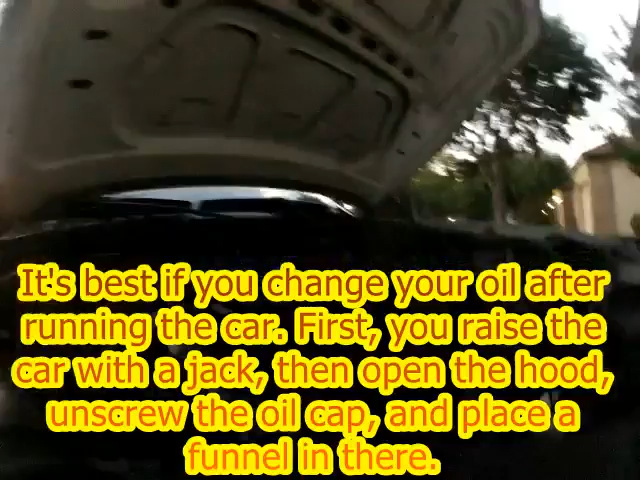 It's best if you change your oil after
running the car. First, you raise the
car with a jack, then open the hood,
unscrew the oil cap, and place a
funnel in there.